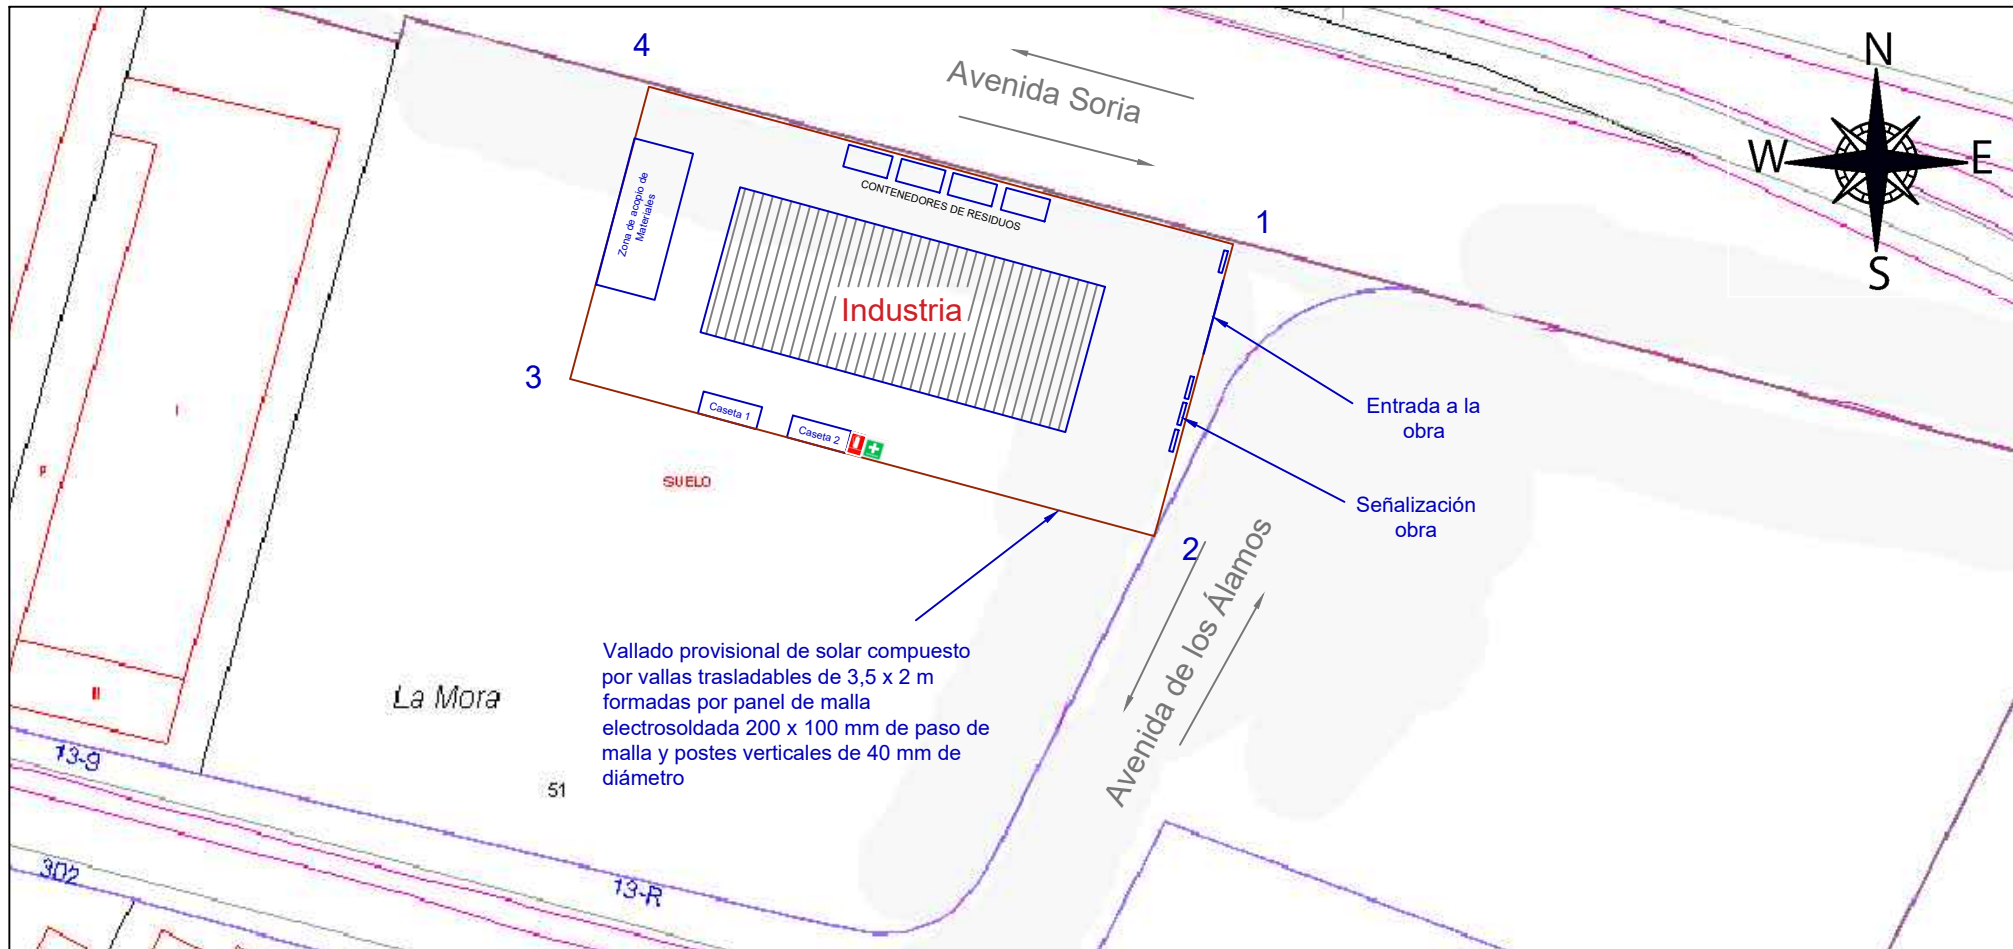 4
Avenida Soria
N
W
E
S
1
Zona de acopio de
Materiales
CONTENEDORES DE RESIDUOS
Industria
3
Caseta 1
Caseta 2
Entrada a la
obra
Señalización
obra
SUELO
2
Avenida de los Álamos
I
P
II
La Mora
Vallado provisional de solar compuesto
por vallas trasladables de 3,5 x 2 m
formadas por panel de malla
electrosoldada 200 x 100 mm de paso de
malla y postes verticales de 40 mm de
diámetro
13-9
51
302
13-R